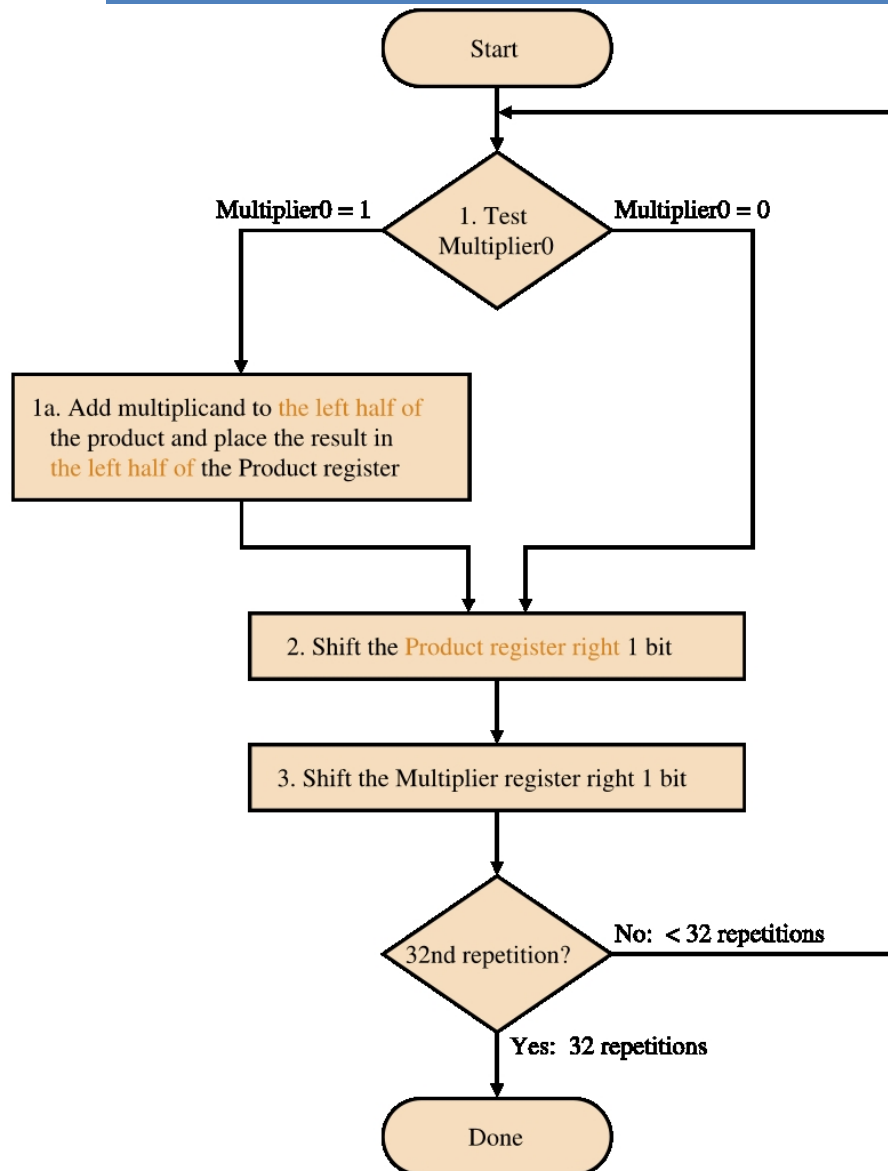 Start
Multiplier0 = 1
1. Test
Multiplier0
Multiplier0 = 0
1a. Add multiplicand to the left half of
the product and place the result in
the left half of the Product register
2. Shift the Product register right 1 bit
3. Shift the Multiplier register right 1 bit
32nd repetition?
No: < 32 repetitions
Yes: 32 repetitions
Done